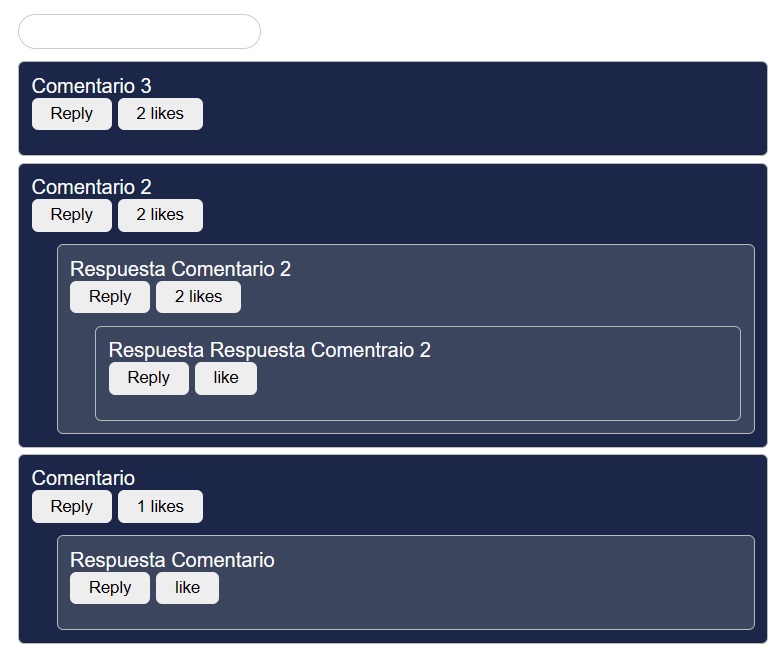 Comentario 3
Reply 2 likes
Comentario 2
Reply 2 likes
Respuesta Comentario 2
Reply 2 likes
Respuesta Respuesta Comentraio 2
Reply like
Comentario
Reply 1 likes
Respuesta Comentario
Reply like